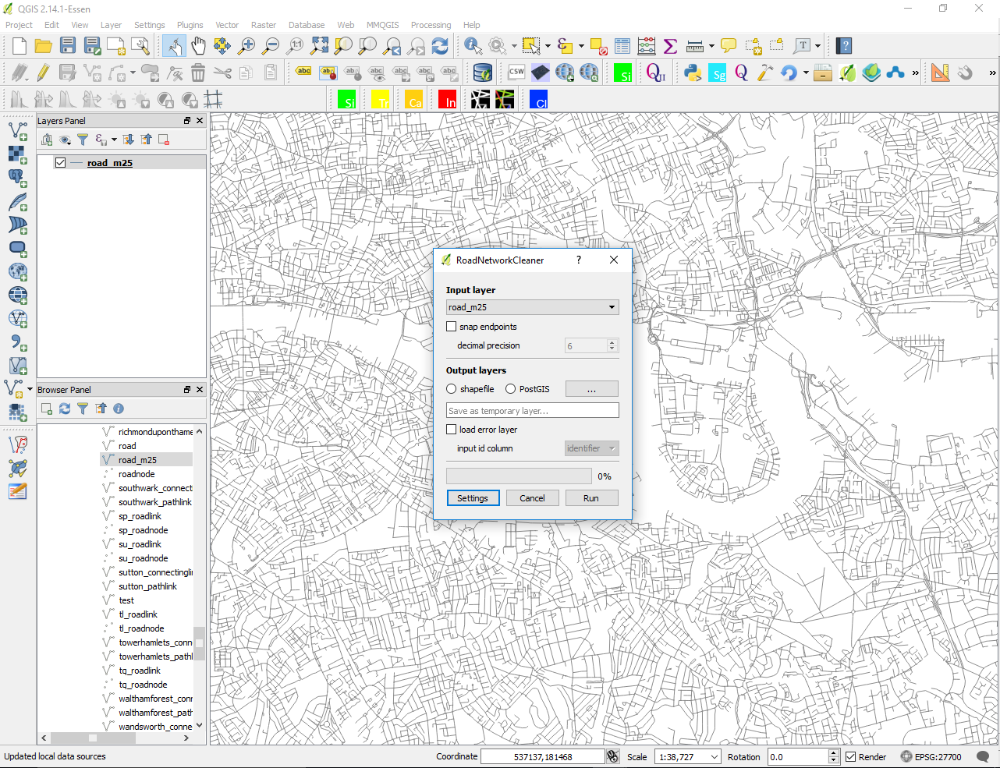 QGIS 2.14.1-Essen
Project Edit View Layer Settings Plugins Vector Raster Database Web MMQGIS Processing Help
1:1 T ?
abc abc abc abc abc abc abc CSW Si Sg »  »
Si Tr Ca In CI
Layers Panel
road_m25
Browser Panel
richmonduponthame
road
road_m25
roadnode
southwark_connect
southwark_pathlink
sp_roadlink
sp_roadnode
su_roadlink
su_roadnode
sutton_connectingli
sutton_pathlink
test
tl_roadlink
tl_roadnode
towerhamlets_conn
towerhamlets_pathl
tq_roadlink
tq_roadnode
walthamforest_conn
walthamforest_path
wandsworth_conne
RoadNetworkCleaner ?
Input layer
road_m25
snap endpoints
decimal precision 6
Output layers
shapefile PostGIS ...
Save as temporary layer...
load error layer
input id column identifier
0%
Settings Cancel Run
Updated local data sources Coordinate 537137,181468 Scale 1:38,727 Rotation 0.0 Render EPSG:27700